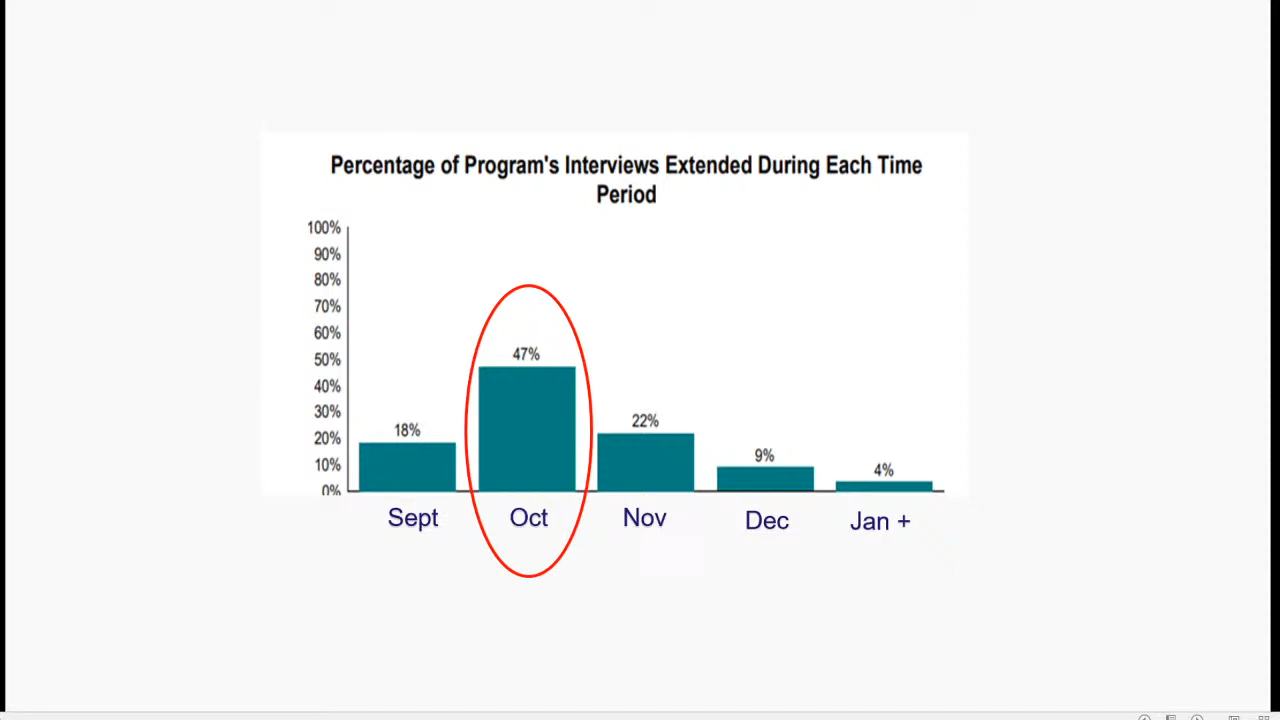 Percentage of Program's Interviews Extended During Each Time
Period
100%
90%
80%
70%
60%
50%
40%
30%
20%
10%
0%
18%
47%
22%
9%
4%
Sept
Oct
Nov
Dec
Jan +